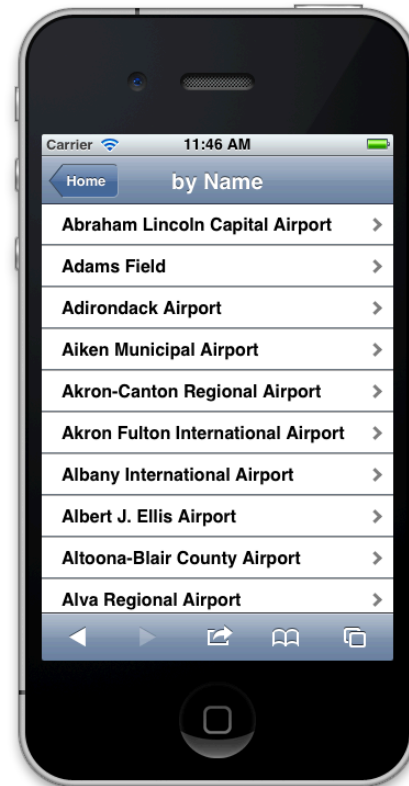 Carrier 11:46 AM
Home by Name
Abraham Lincoln Capital Airport
Adams Field
Adirondack Airport
Aiken Municipal Airport
Akron-Canton Regional Airport
Akron Fulton International Airport
Albany International Airport
Albert J. Ellis Airport
Altoona-Blair County Airport
Alva Regional Airport